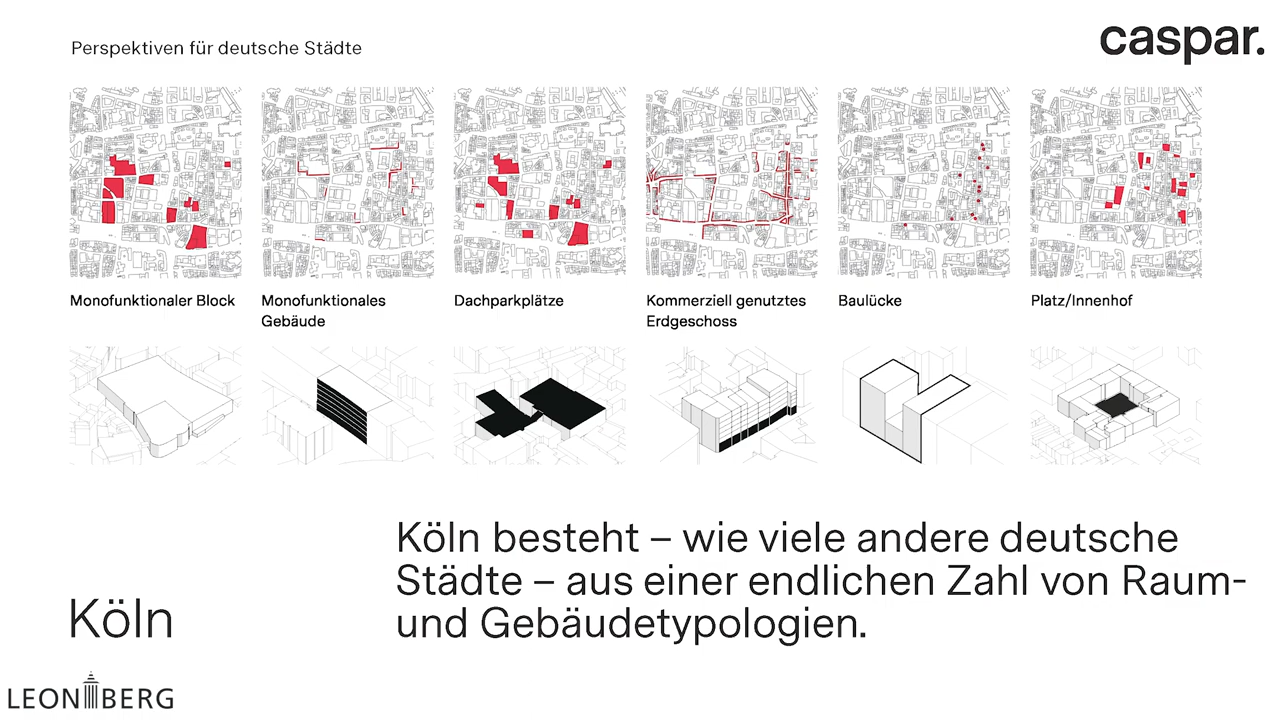 Perspektiven für deutsche Städte
caspar.
Monofunktionaler Block
Monofunktionales
Gebäude
Dachparkplätze
Kommerziell genutztes
Erdgeschoss
Baulücke
Platz/Innenhof
Köln besteht – wie viele andere deutsche
Städte – aus einer endlichen Zahl von Raum-
und Gebäudetypologien.
Köln
LEONBERG